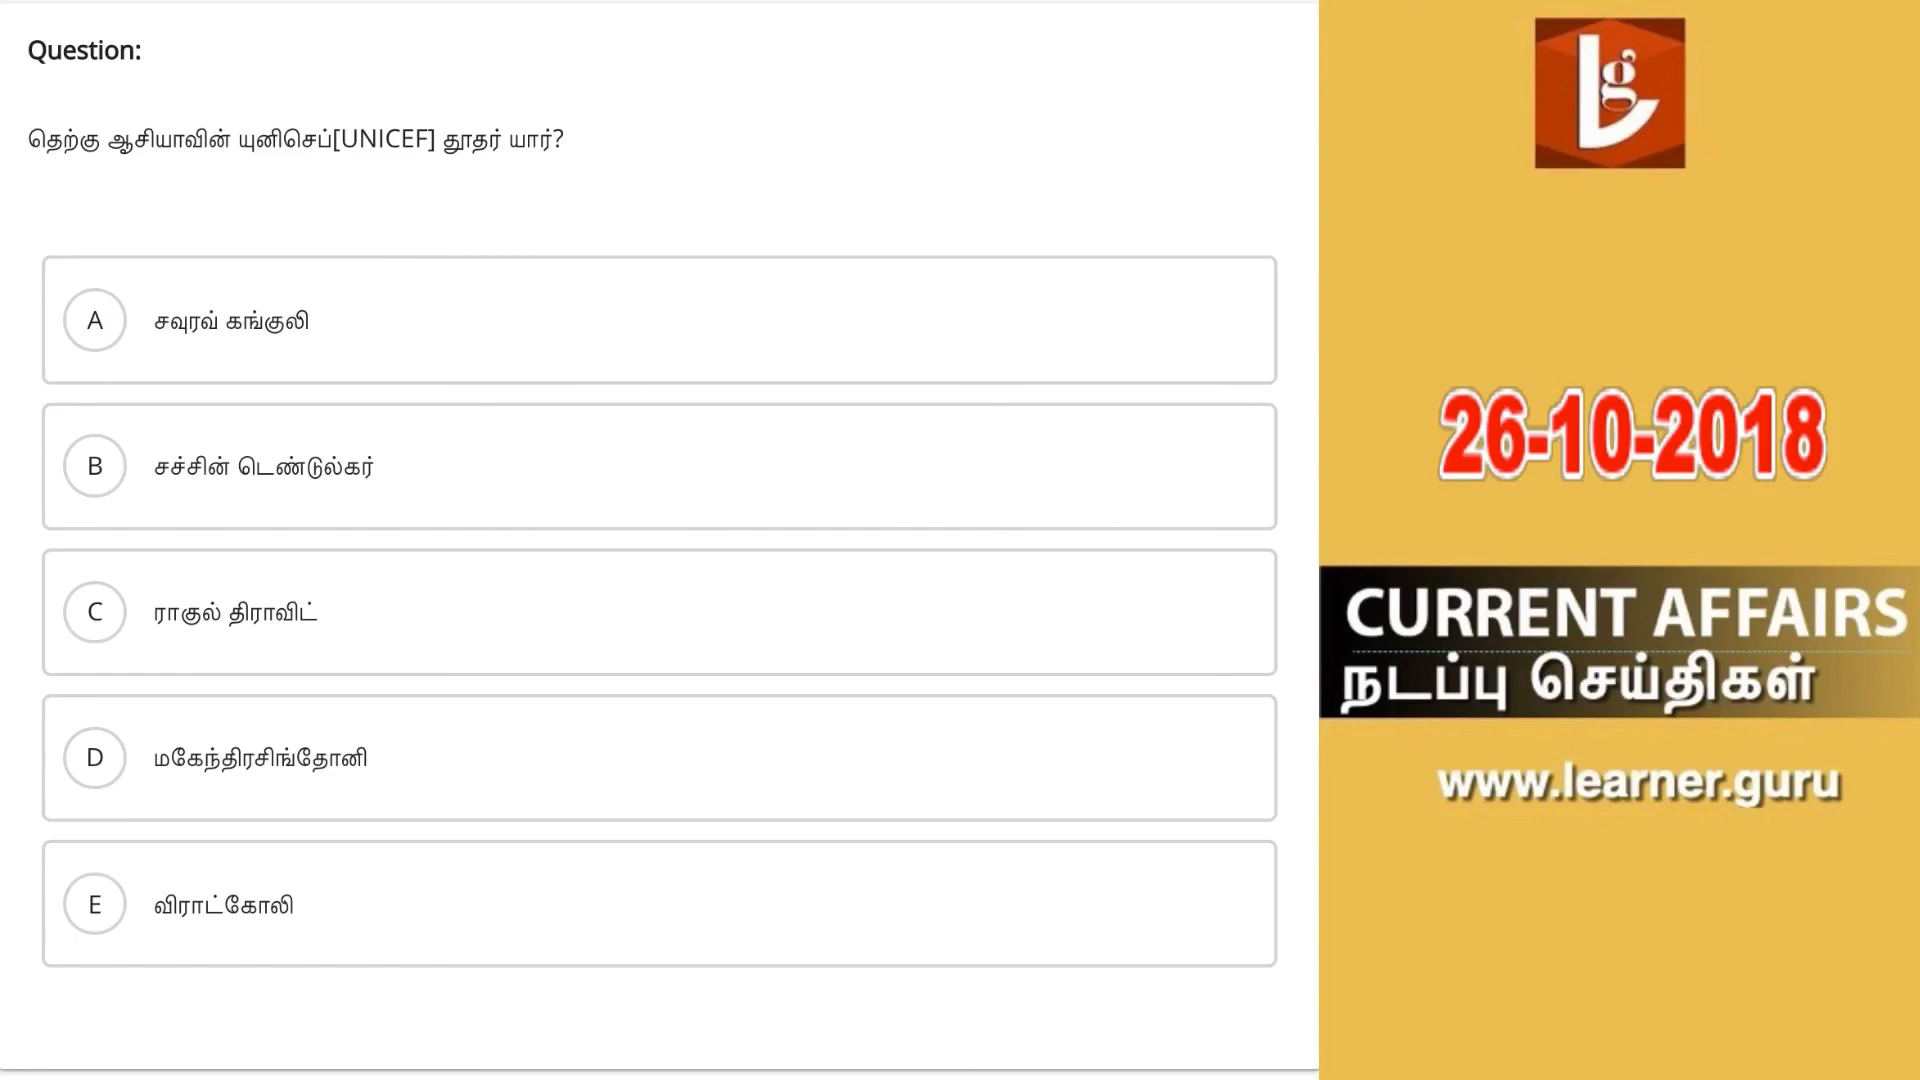 Question:
தெற்கு ஆசியாவின் யுனிசெப்[UNICEF] தூதர் யார்?
A சவுரவ் கங்குலி
B சச்சின் டெண்டுல்கர்
C ராகுல் திராவிட்
D மகேந்திரசிங்தோனி
E விராட்கோலி
Lg
26-10-2018
CURRENT AFFAIRS
நடப்பு செய்திகள்
www.learner.guru